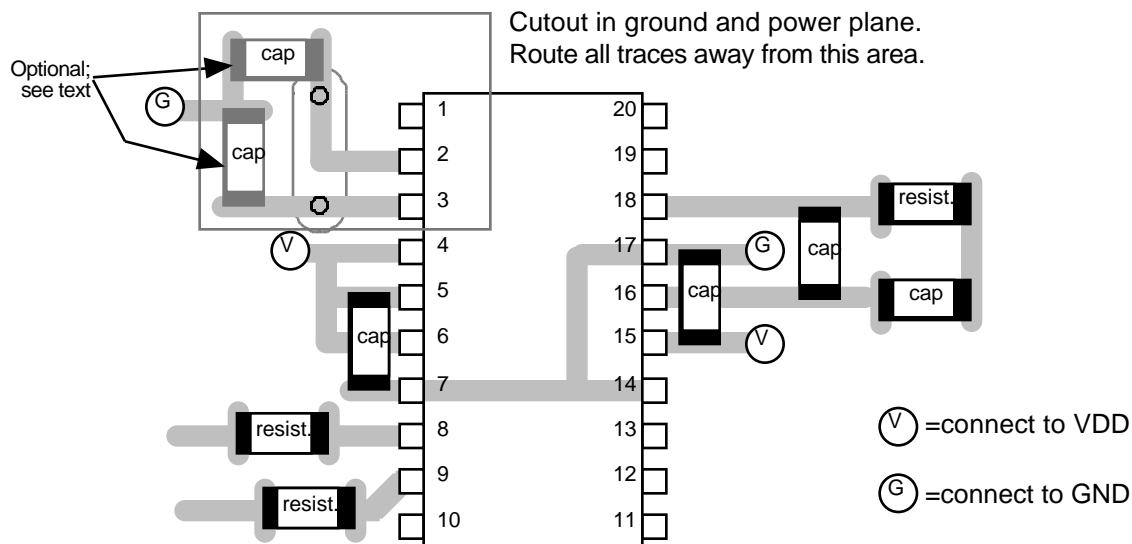 Cutout in ground and power plane.
Route all traces away from this area.
Optional;
see text
cap
G
cap
1
2
3
V
4
5
cap
6
7
resist.
8
9
resist.
10
20
19
18
resist.
17
G
cap
16
cap
cap
15
V
14
13
12
11
V =connect to VDD
G =connect to GND